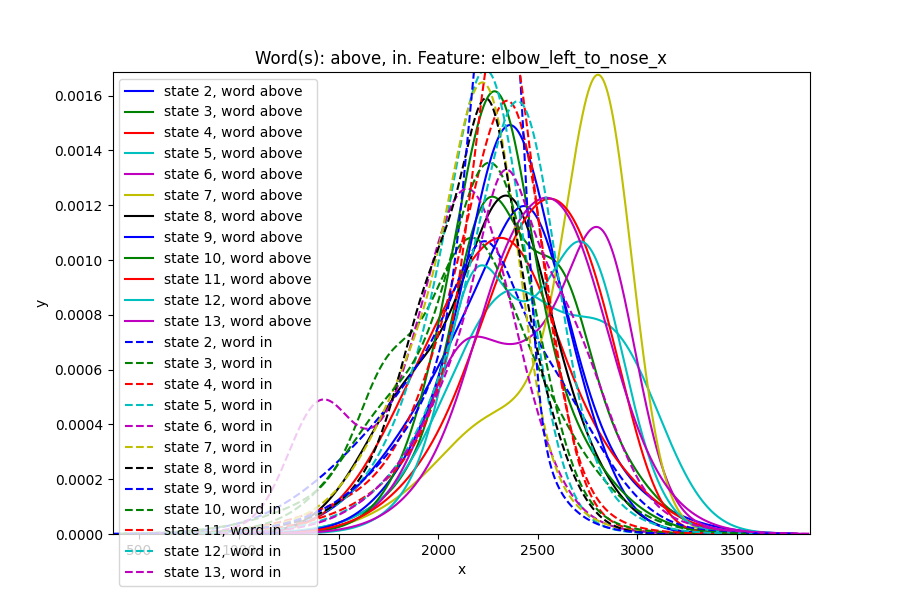 Word(s): above, in. Feature: elbow_left_to_nose_x
y
0.0016
0.0014
0.0012
0.0010
0.0008
0.0006
0.0004
0.0002
0.0000
state 2, word above
state 3, word above
state 4, word above
state 5, word above
state 6, word above
state 7, word above
state 8, word above
state 9, word above
state 10, word above
state 11, word above
state 12, word above
state 13, word above
state 2, word in
state 3, word in
state 4, word in
state 5, word in
state 6, word in
state 7, word in
state 8, word in
state 9, word in
state 10, word in
state 11, word in
state 12, word in
state 13, word in
500 1000 1500 2000 2500 3000 3500
x